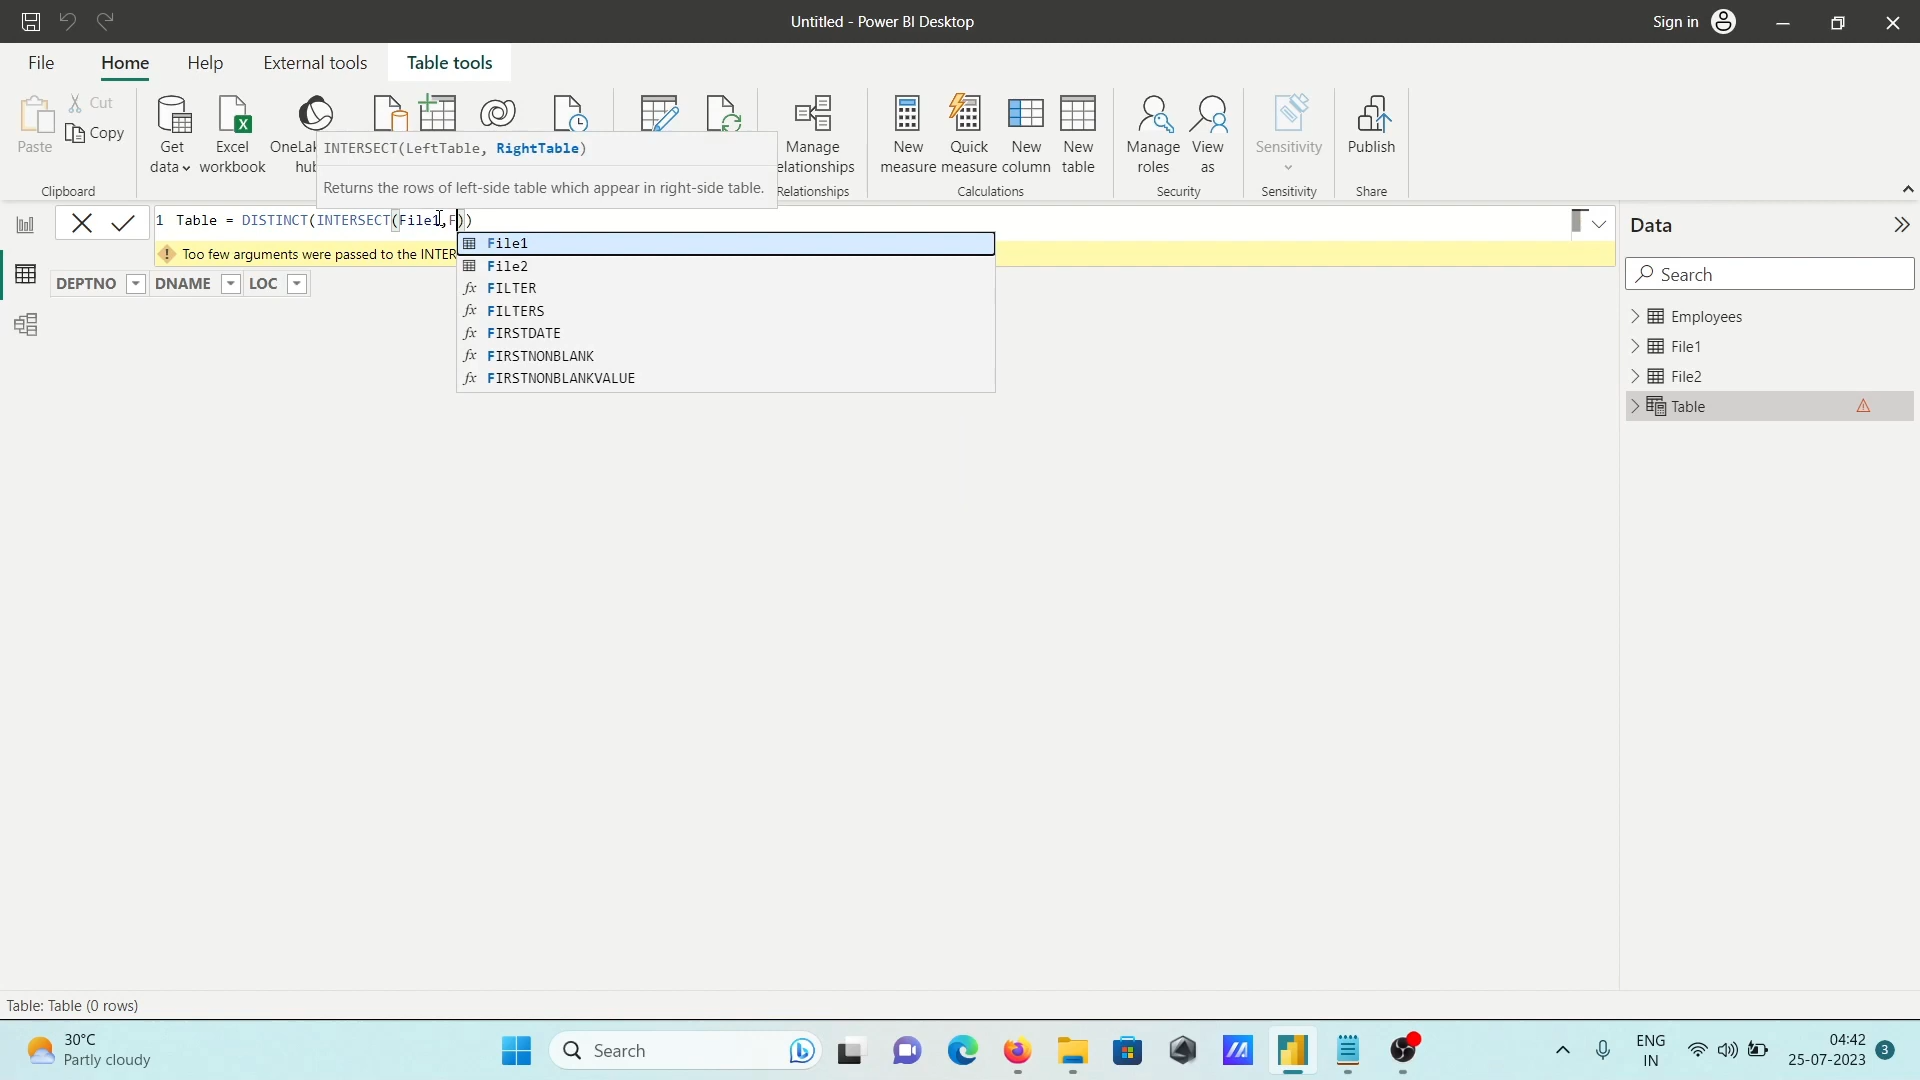 Untitled - Power BI Desktop
Sign in
File
Home
Help
External tools
Table tools
Paste
Cut
Copy
Clipboard
Get
data
Excel
workbook
OneLak
hub
INTERSECT(LeftTable, RightTable)
Returns the rows of left-side table which appear in right-side table.
Manage
elationships
Relationships
New
measure
Quick
measure
New
column
New
table
Calculations
Manage
roles
View
as
Security
Sensitivity
Sensitivity
Publish
Share
1 Table = DISTINCT(INTERSECT(File1,F))
Too few arguments were passed to the INTER
File1
File2
FILTER
FILTERS
FIRSTDATE
FIRSTNONBLANK
FIRSTNONBLANKVALUE
DEPTNO
DNAME
LOC
Data
Search
Employees
File1
File2
Table
Table: Table (0 rows)
30°C
Partly cloudy
Search
ENG
IN
04:42
25-07-2023
3